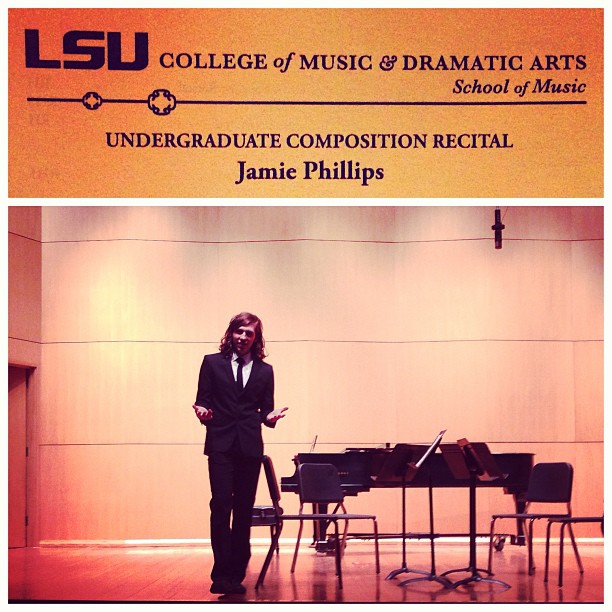 LSU COLLEGE of MUSIC & DRAMATIC ARTS
School of Music
UNDERGRADUATE COMPOSITION RECITAL
Jamie Phillips